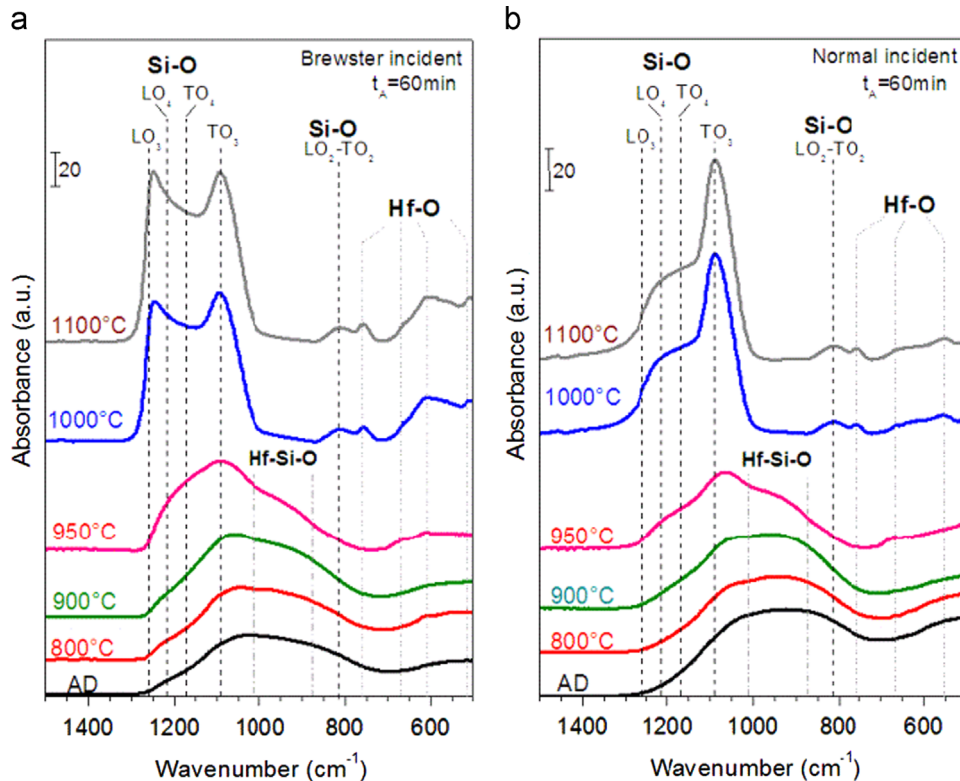 a
Brewster incident
t_A=60min
Si-O
LO₄
TO₄
LO₃
TO₃
Si-O
LO₂-TO₂
20
Hf-O
1100°C
1000°C
Hf-Si-O
950°C
900°C
800°C
AD
Absorbance (a.u.)
1400 1200 1000 800 600
Wavenumber (cm⁻¹)
b
Normal incident
t_A=60min
Si-O
LO₄
TO₄
LO₃
TO₃
Si-O
LO₂-TO₂
20
Hf-O
1100°C
1000°C
Hf-Si-O
950°C
900°C
800°C
AD
Absorbance (a.u.)
1400 1200 1000 800 600
Wavenumber (cm⁻¹)